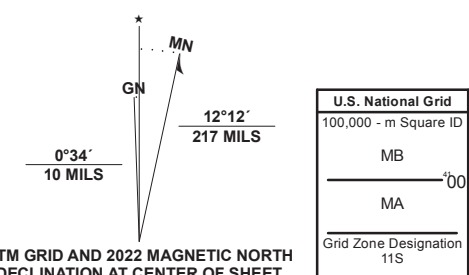 ★
MN
GN
12°12´
217 MILS
0°34´
10 MILS
TM GRID AND 2022 MAGNETIC NORTH
DECLINATION AT CENTER OF SHEET
U.S. National Grid
100,000 - m Square ID
MB
4100
MA
Grid Zone Designation
11S